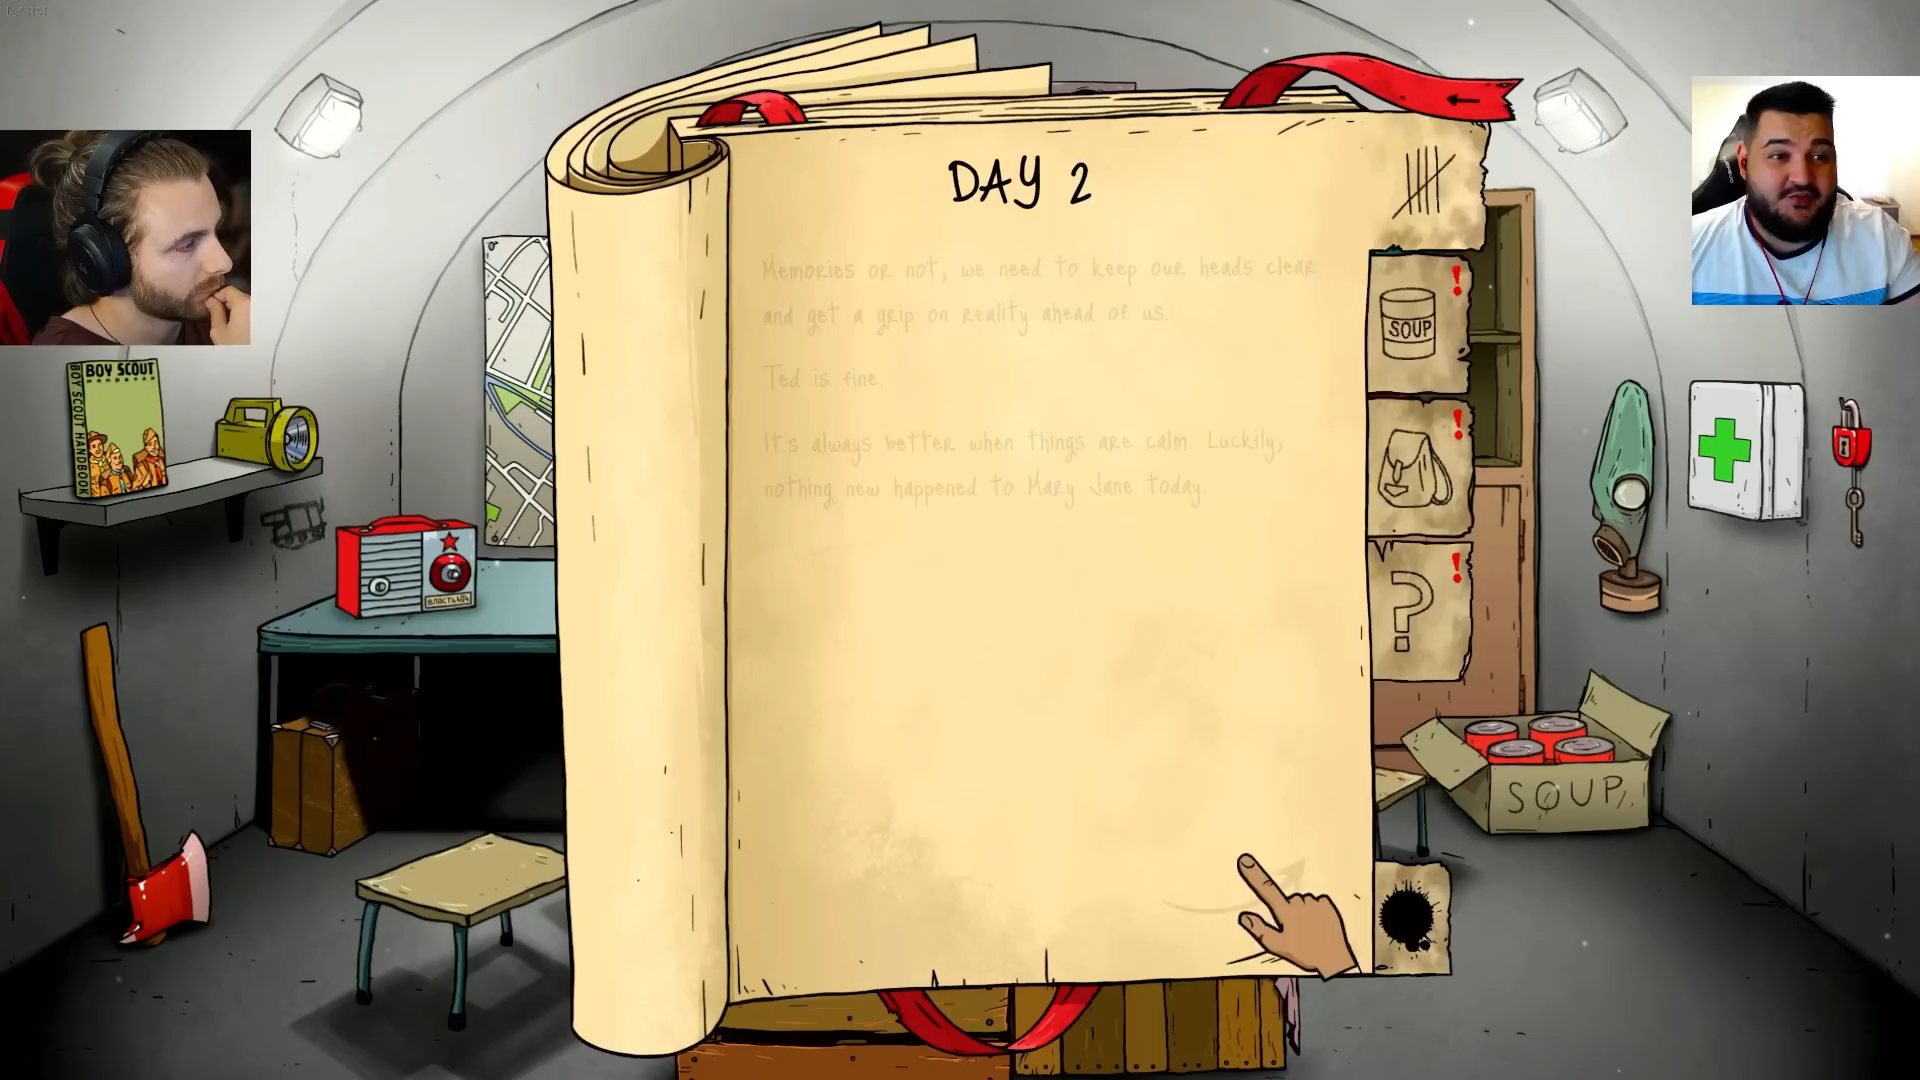 DAY 2
Memories or not, we need to keep our heads clear
and get a grip on reality ahead of us.
Ted is fine.
It's always better when things are calm. Luckily,
nothing new happened to Mary Jane today.
SOUP
!
!
?
!
BOY SCOUT
HANDBOOK
BOY SCOUT HANDBOOK
ВЛАСТЬ404
SOUP